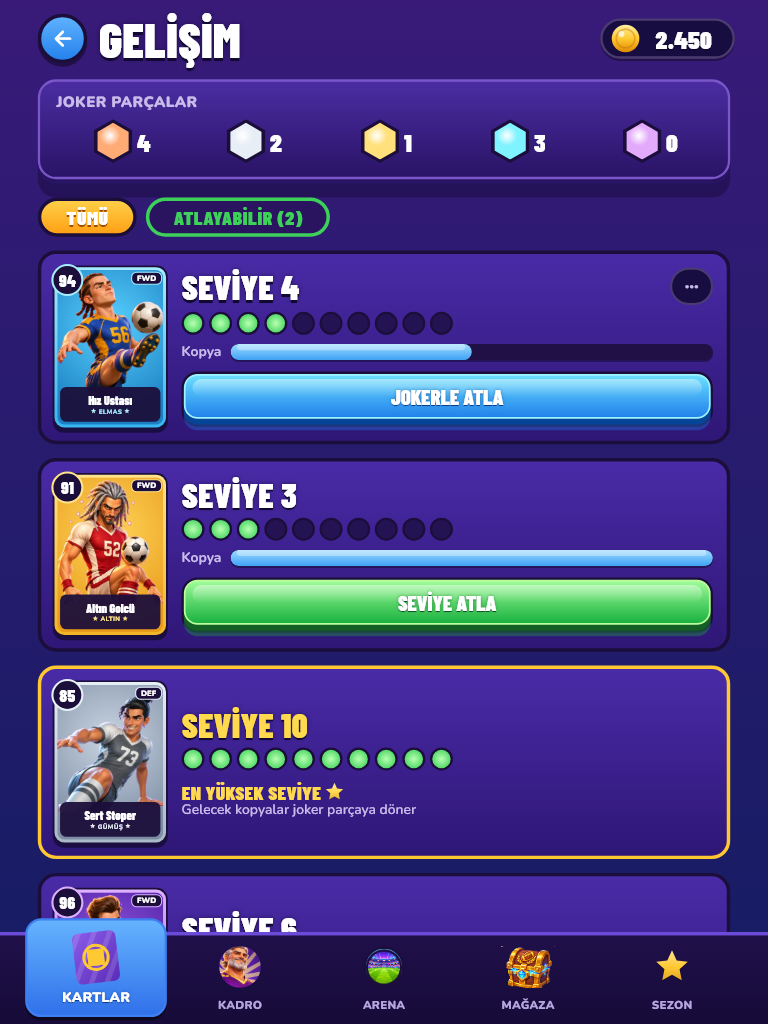 GELİŞİM
2.450
JOKER PARÇALAR
4
2
1
3
0
TÜMÜ
ATLAYABİLİR (2)
94
FWD
56
Hız Ustası
★ ELMAS ★
SEVİYE 4
Kopya
JOKERLE ATLA
91
FWD
52
Altın Golcü
★ ALTIN ★
SEVİYE 3
Kopya
SEVİYE ATLA
85
DEF
73
Sert Stoper
★ GÜMÜŞ ★
SEVİYE 10
EN YÜKSEK SEVİYE
Gelecek kopyalar joker parçaya döner
96
FWD
SEVİYE 6
KARTLAR
KADRO
ARENA
MAĞAZA
SEZON